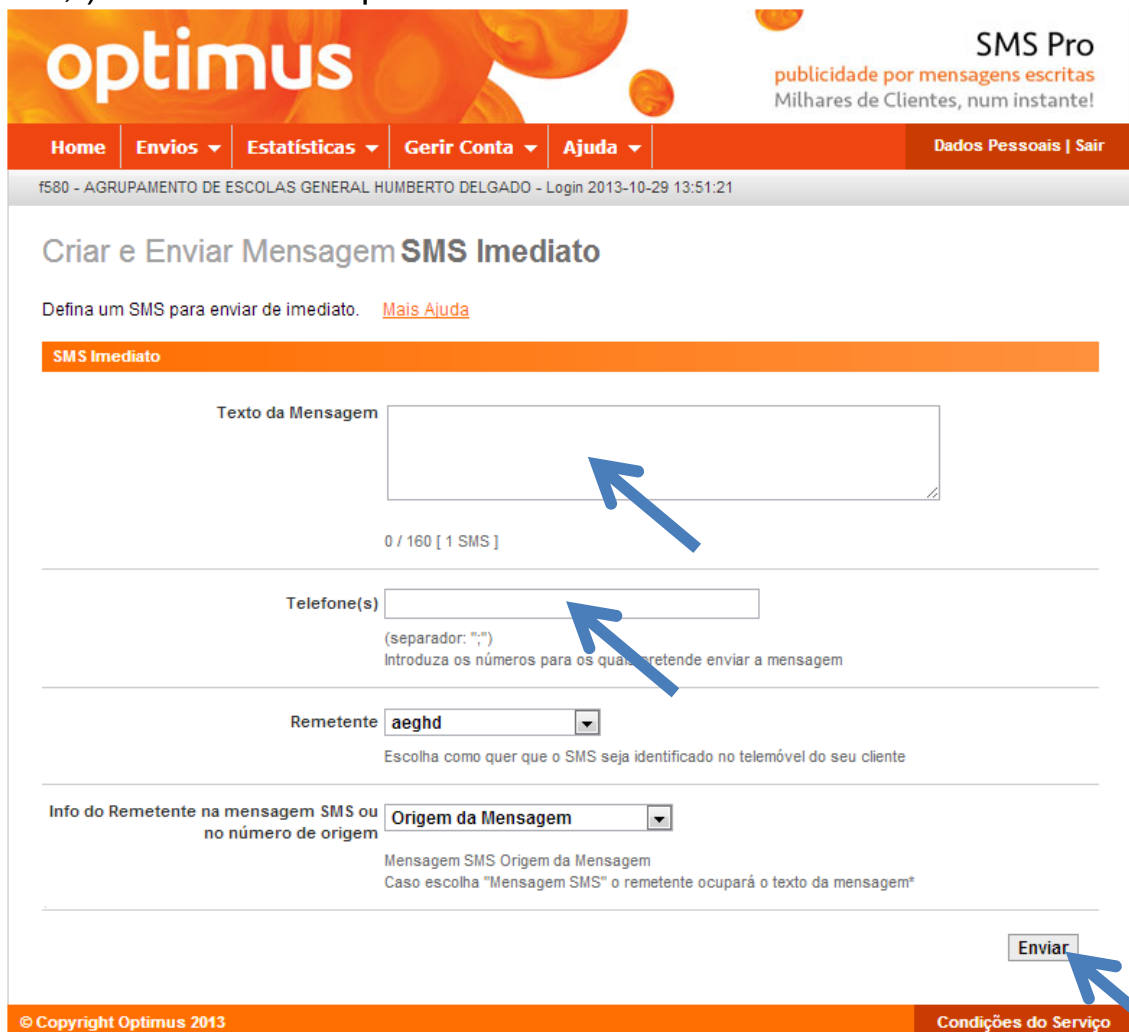 optimus
SMS Pro
publicidade por mensagens escritas
Milhares de Clientes, num instante!
Home Envios Estatísticas Gerir Conta Ajuda Dados Pessoais | Sair
f580 - AGRUPAMENTO DE ESCOLAS GENERAL HUMBERTO DELGADO - Login 2013-10-29 13:51:21
Criar e Enviar Mensagem SMS Imediato
Defina um SMS para enviar de imediato. Mais Ajuda
SMS Imediato
Texto da Mensagem
0 / 160 [ 1 SMS ]
Telefone(s)
(separador: ";")
Introduza os números para os quais pretende enviar a mensagem
Remetente aeghd
Escolha como quer que o SMS seja identificado no telemóvel do seu cliente
Info do Remetente na mensagem SMS ou
no número de origem
Origem da Mensagem
Mensagem SMS Origem da Mensagem
Caso escolha "Mensagem SMS" o remetente ocupará o texto da mensagem*
Enviar
© Copyright Optimus 2013 Condições do Serviço